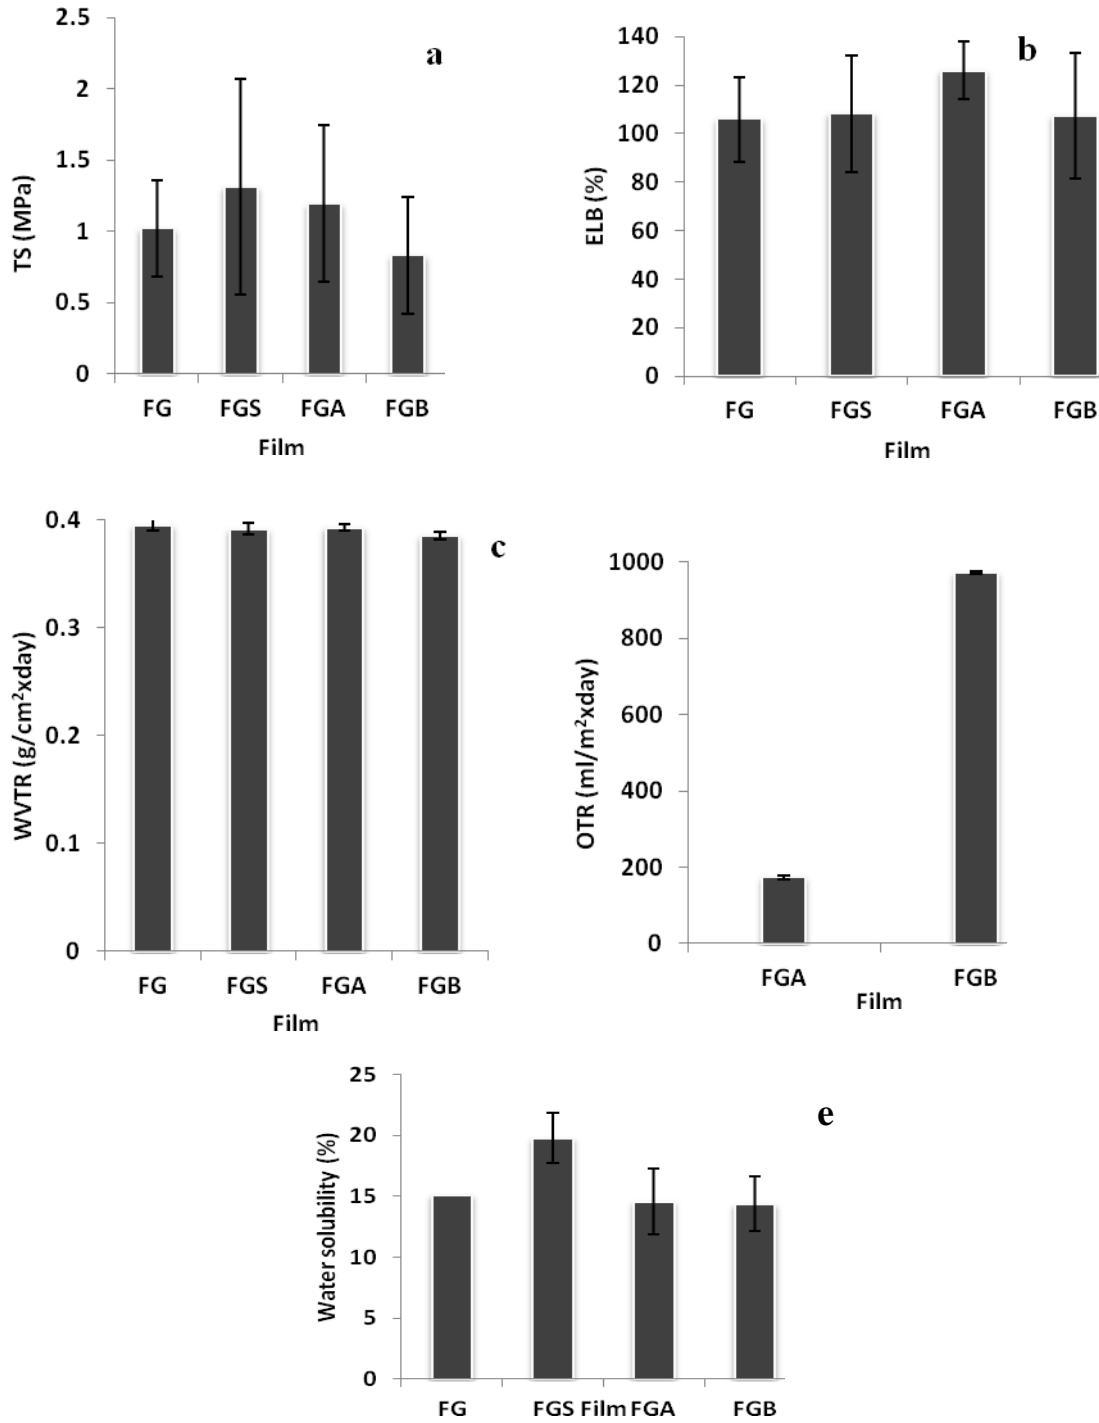 a
TS (MPa)
2.5
2
1.5
1
0.5
0
FG FGS FGA FGB
Film
b
ELB (%)
140
120
100
80
60
40
20
0
FG FGS FGA FGB
Film
c
WVTR (g/cm²xday)
0.4
0.3
0.2
0.1
0
FG FGS FGA FGB
Film
OTR (ml/m²xday)
1000
800
600
400
200
0
FGA FGB
Film
e
Water solubility (%)
25
20
15
10
5
0
FG FGS Film FGA FGB